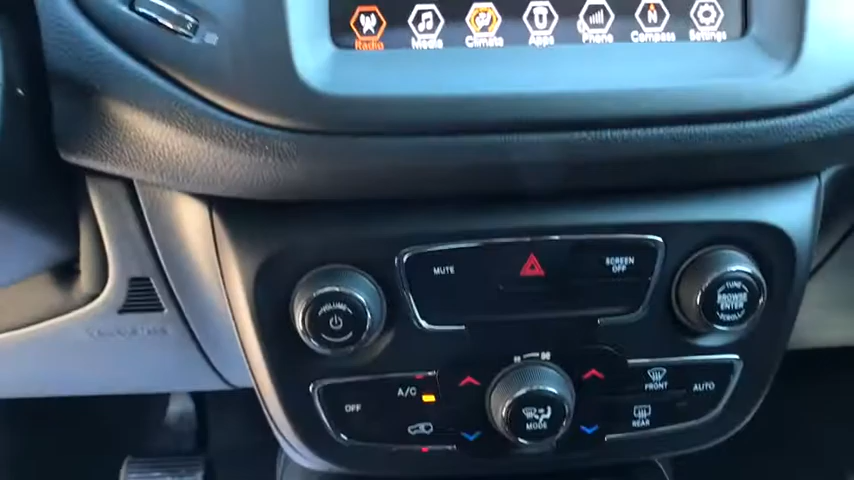 Radio Media Climate Apps Phone Compass Settings
MUTE
SCREEN
OFF
VOLUME
TUNE
BROWSE
ENTER
SCROLL
OFF
A/C
MODE
FRONT
AUTO
REAR